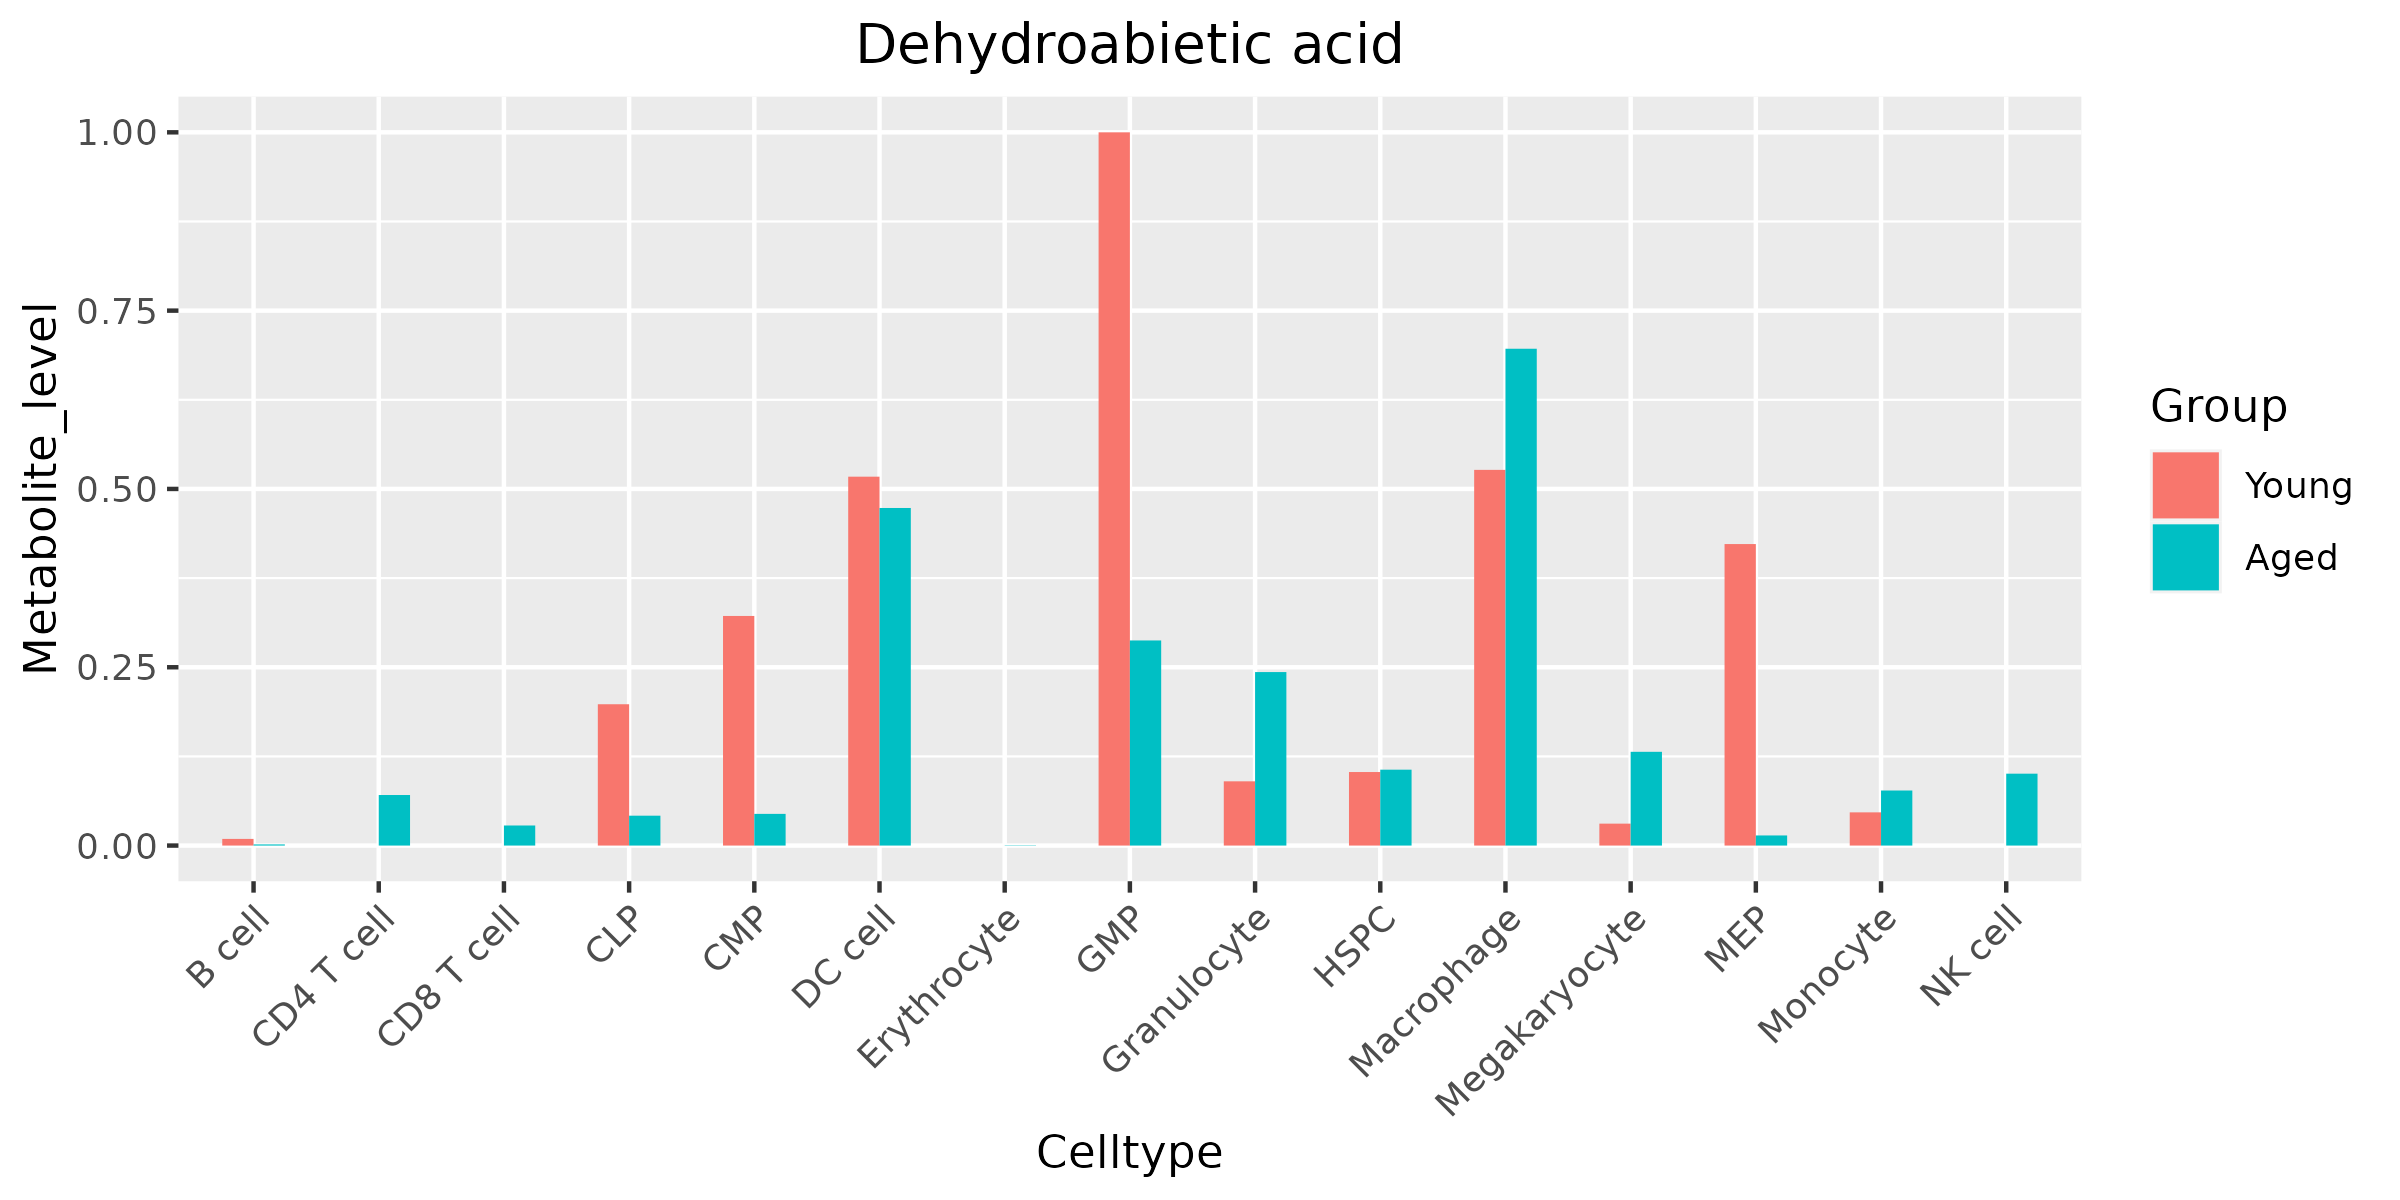 Dehydroabietic acid
Metabolite_level
1.00
0.75
0.50
0.25
0.00
B cell
CD4 T cell
CD8 T cell
CLP
CMP
DC cell
Erythrocyte
GMP
Granulocyte
HSPC
Macrophage
Megakaryocyte
MEP
Monocyte
NK cell
Celltype
Group
Young
Aged